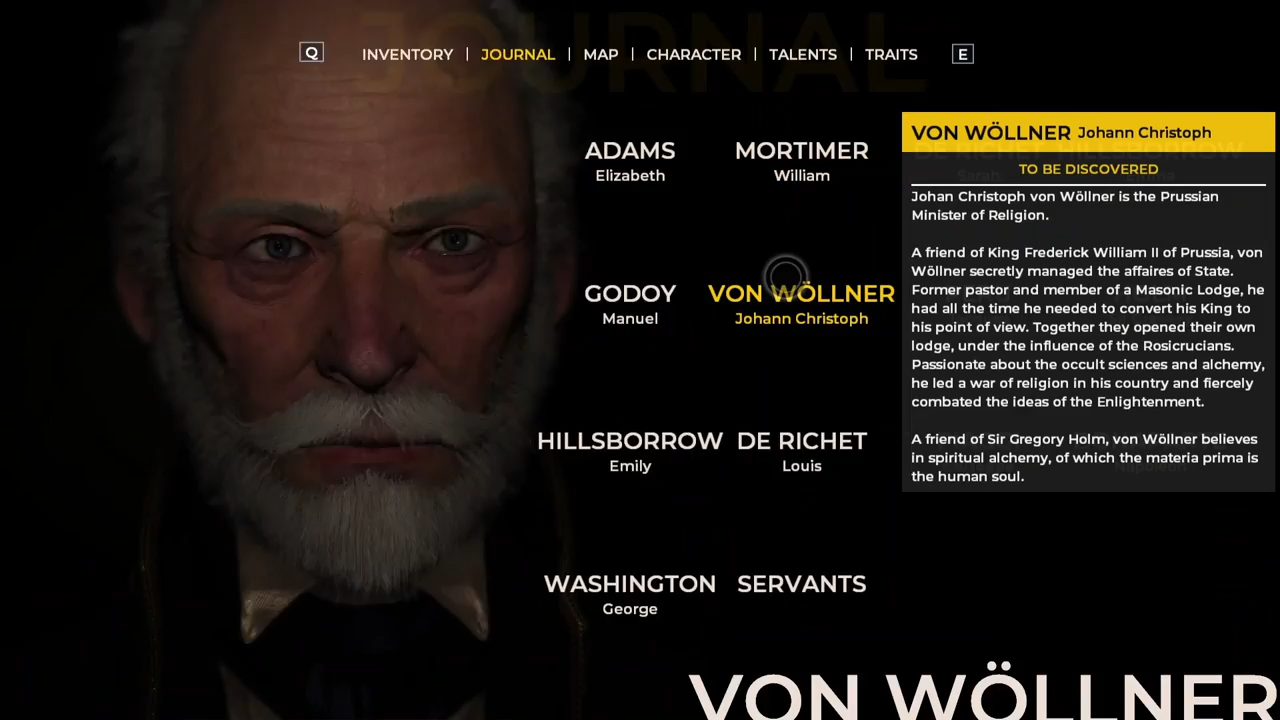 JOURNAL
Q INVENTORY | JOURNAL | MAP | CHARACTER | TALENTS | TRAITS E
ADAMS
Elizabeth
MORTIMER
William
GODOY
Manuel
VON WÖLLNER
Johann Christoph
HILLSBORROW
Emily
DE RICHET
Louis
WASHINGTON
George
SERVANTS
VON WÖLLNER Johann Christoph
DE RICHET
Sarah
HILLSBORROW
TO BE DISCOVERED
Johan Christoph von Wöllner is the Prussian
Minister of Religion.
A friend of King Frederick William II of Prussia, von
Wöllner secretly managed the affaires of State.
Former pastor and member of a Masonic Lodge, he
had all the time he needed to convert his King to
his point of view. Together they opened their own
lodge, under the influence of the Rosicrucians.
Passionate about the occult sciences and alchemy,
he led a war of religion in his country and fiercely
combated the ideas of the Enlightenment.
A friend of Sir Gregory Holm, von Wöllner believes
in spiritual alchemy, of which the materia prima is
the human soul.
Napoleon
VON WÖLLNER